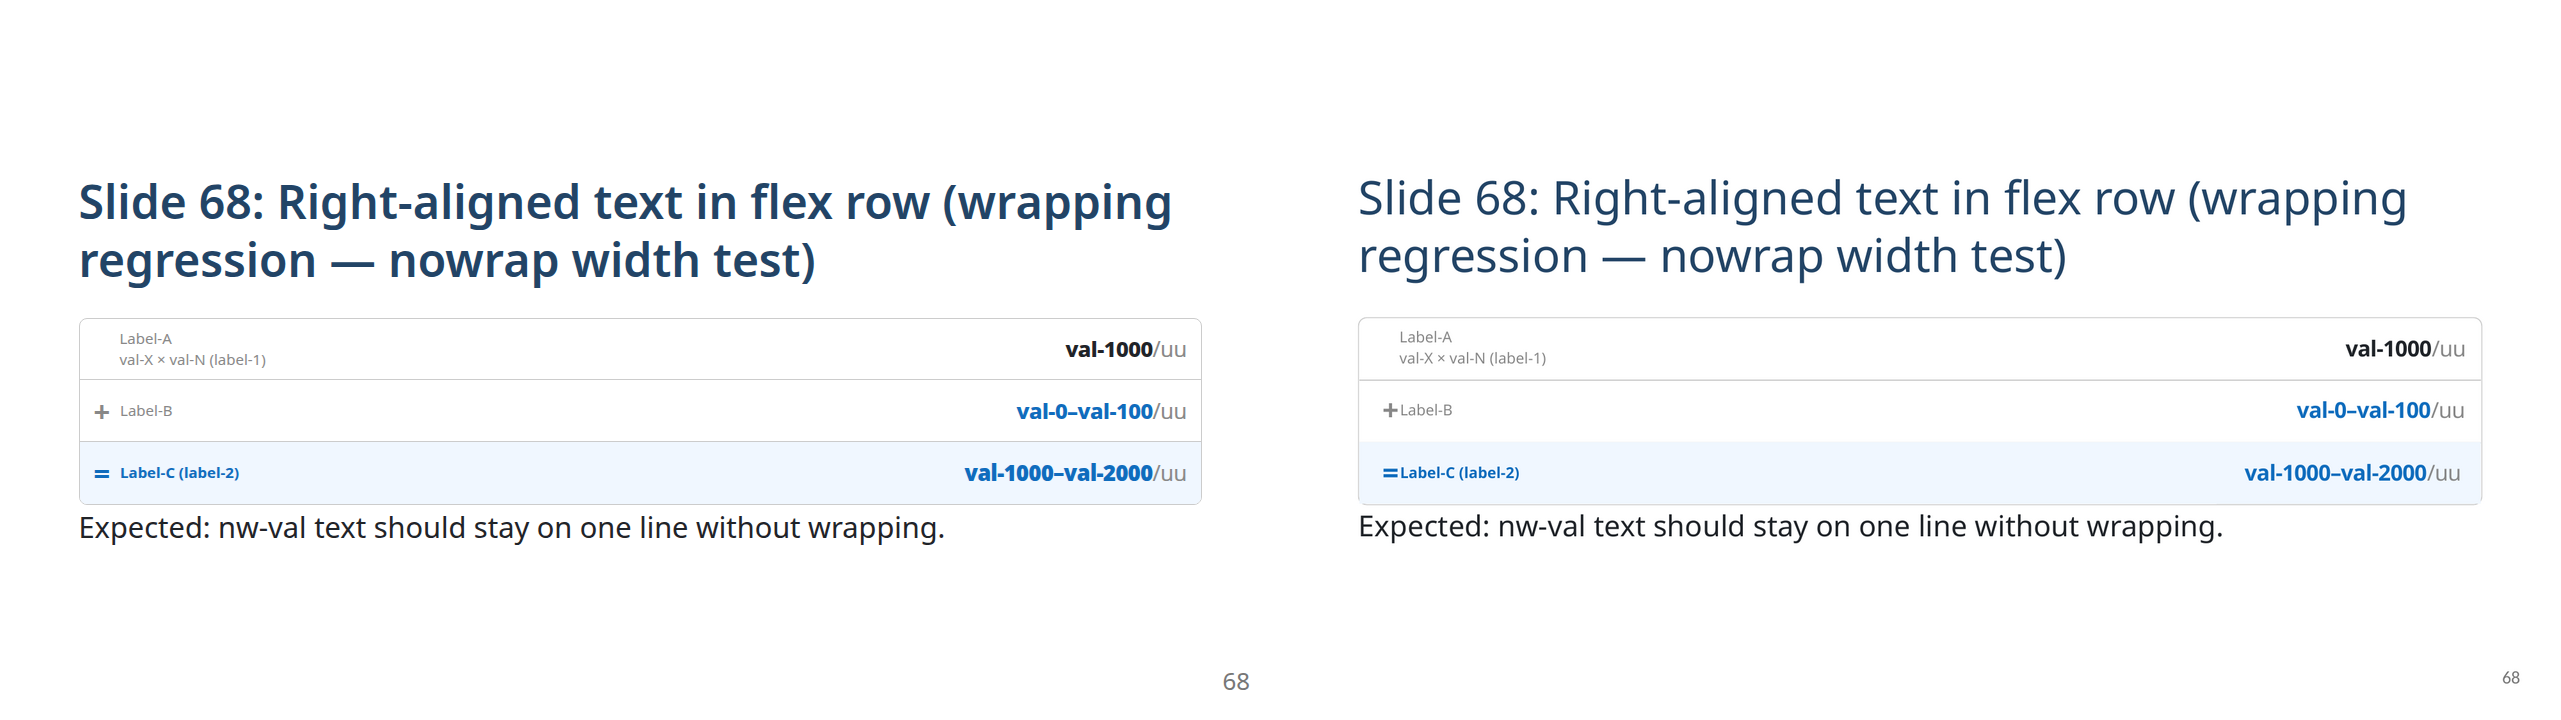 Slide 68: Right-aligned text in flex row (wrapping
regression — nowrap width test)
Label-A
val-X × val-N (label-1)
val-1000/uu
+ Label-B
val-0–val-100/uu
= Label-C (label-2)
val-1000–val-2000/uu
Expected: nw-val text should stay on one line without wrapping.
68
Slide 68: Right-aligned text in flex row (wrapping
regression — nowrap width test)
Label-A
val-X × val-N (label-1)
val-1000/uu
+Label-B
val-0–val-100/uu
=Label-C (label-2)
val-1000–val-2000/uu
Expected: nw-val text should stay on one line without wrapping.
68